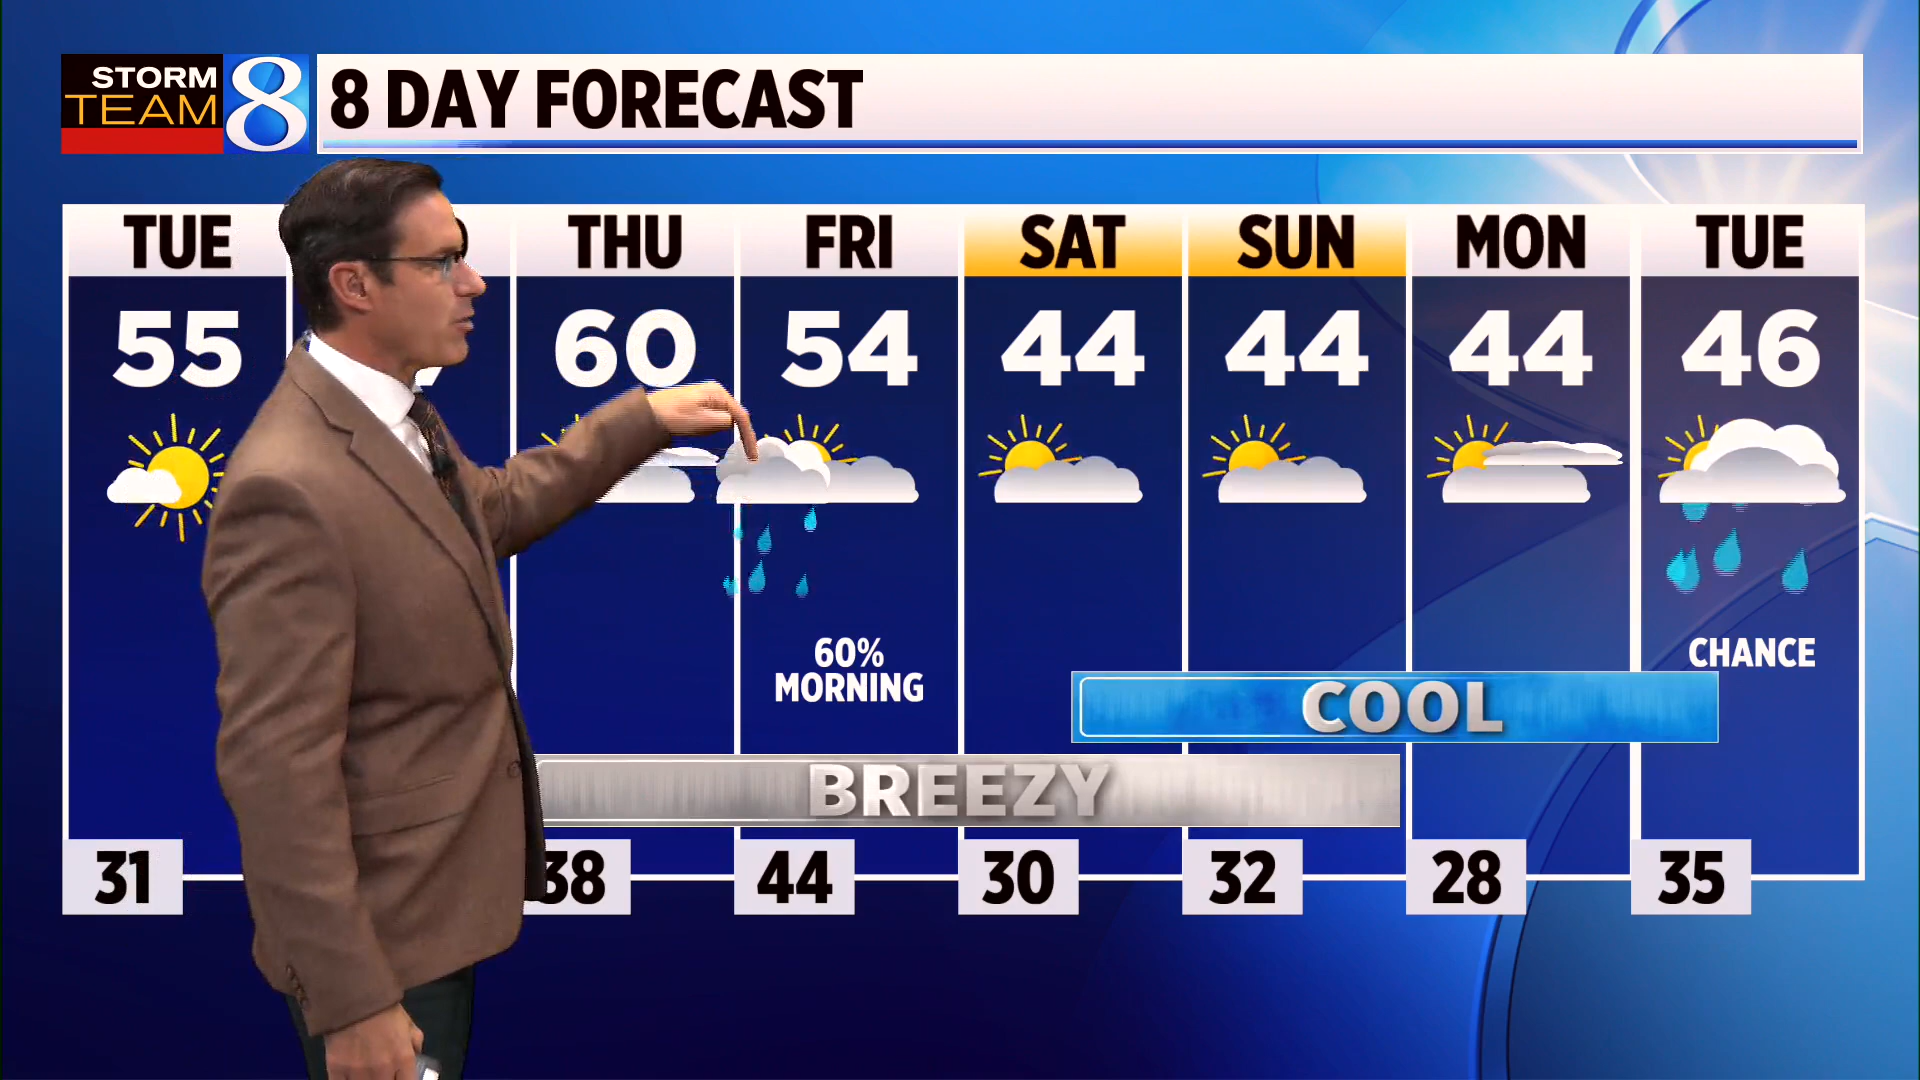 STORM
TEAM
8
8 DAY FORECAST
TUE
THU
FRI
SAT
SUN
MON
TUE
55
60
54
44
44
44
46
60%
MORNING
CHANCE
COOL
BREEZY
31
38
44
30
32
28
35